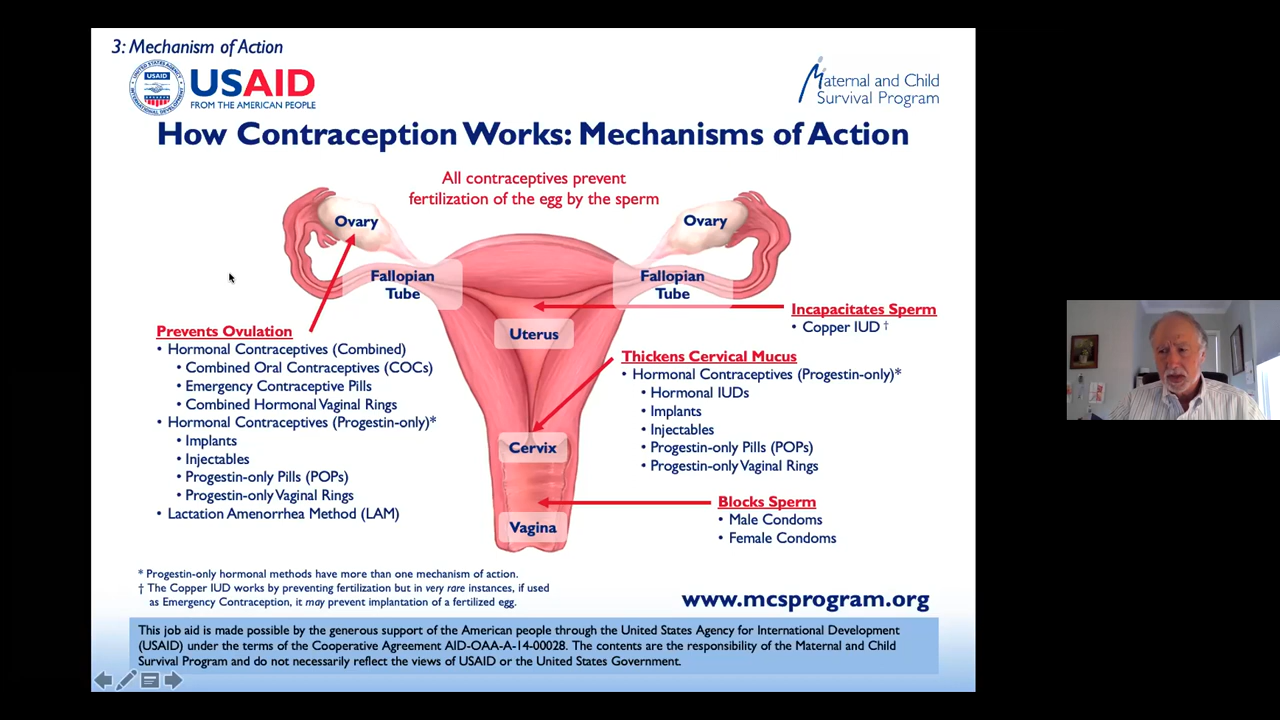 3: Mechanism of Action
UNITED STATES AGENCY
USAID
INTERNATIONAL DEVELOPMENT
USAID
FROM THE AMERICAN PEOPLE
Maternal and Child
Survival Program
How Contraception Works: Mechanisms of Action
All contraceptives prevent
fertilization of the egg by the sperm
Ovary
Ovary
Fallopian
Tube
Fallopian
Tube
Uterus
Cervix
Vagina
Prevents Ovulation
• Hormonal Contraceptives (Combined)
• Combined Oral Contraceptives (COCs)
• Emergency Contraceptive Pills
• Combined Hormonal Vaginal Rings
• Hormonal Contraceptives (Progestin-only)*
• Implants
• Injectables
• Progestin-only Pills (POPs)
• Progestin-only Vaginal Rings
• Lactation Amenorrhea Method (LAM)
Incapacitates Sperm
• Copper IUD †
Thickens Cervical Mucus
• Hormonal Contraceptives (Progestin-only)*
• Hormonal IUDs
• Implants
• Injectables
• Progestin-only Pills (POPs)
• Progestin-only Vaginal Rings
Blocks Sperm
• Male Condoms
• Female Condoms
* Progestin-only hormonal methods have more than one mechanism of action.
† The Copper IUD works by preventing fertilization but in very rare instances, if used
as Emergency Contraception, it may prevent implantation of a fertilized egg.
www.mcsprogram.org
This job aid is made possible by the generous support of the American people through the United States Agency for International Development
(USAID) under the terms of the Cooperative Agreement AID-OAA-A-14-00028. The contents are the responsibility of the Maternal and Child
Survival Program and do not necessarily reflect the views of USAID or the United States Government.